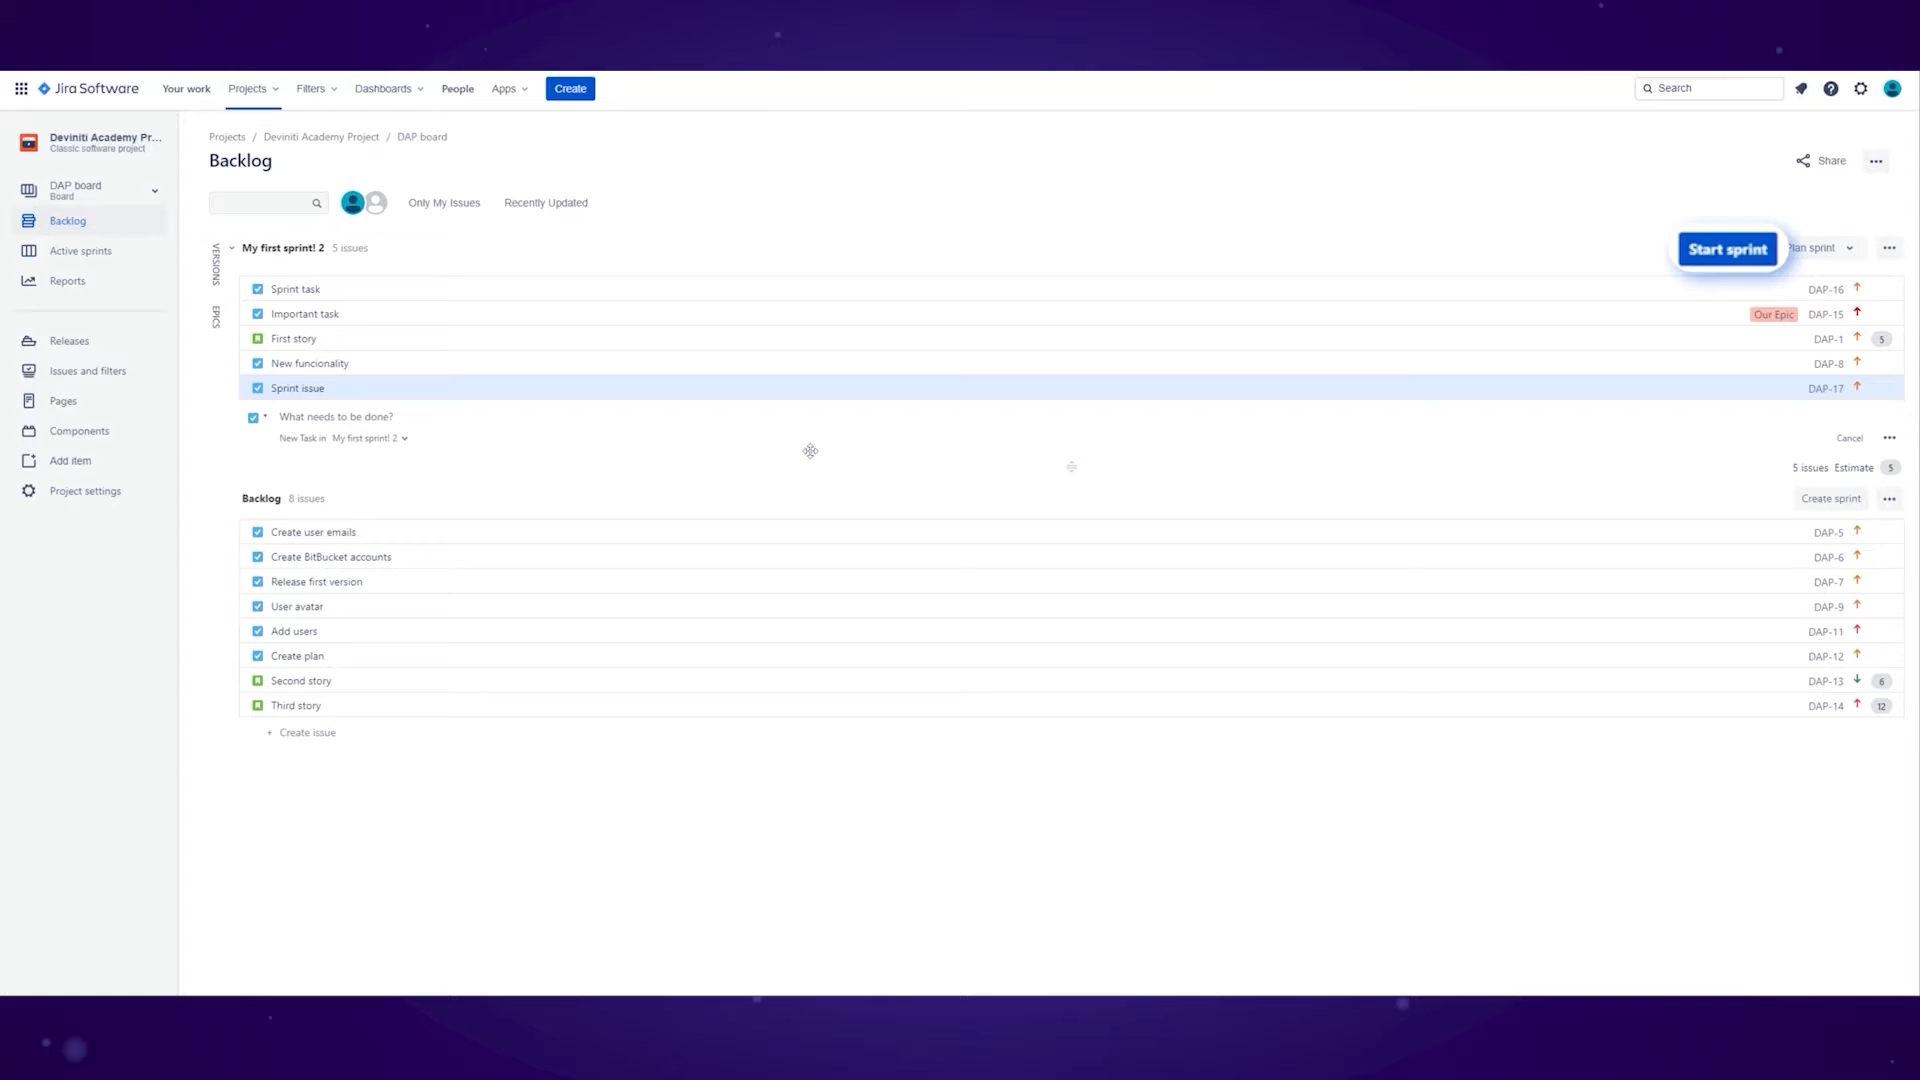 Jira Software Your work Projects Filters Dashboards People Apps Create Search
Deviniti Academy Pr...
Classic software project
DAP board
Board
Backlog
Active sprints
Reports
Releases
Issues and filters
Pages
Components
Add item
Project settings
Projects / Deviniti Academy Project / DAP board
Backlog
Share
Only My Issues Recently Updated
VERSIONS
EPICS
My first sprint! 2 5 issues
Start sprint Plan sprint
Sprint task DAP-16
Important task Our Epic DAP-15
First story DAP-1 5
New funcionality DAP-8
Sprint issue DAP-17
What needs to be done?
New Task in My first sprint! 2
Cancel
5 issues Estimate 5
Backlog 8 issues
Create sprint
Create user emails DAP-5
Create BitBucket accounts DAP-6
Release first version DAP-7
User avatar DAP-9
Add users DAP-11
Create plan DAP-12
Second story DAP-13 6
Third story DAP-14 12
+ Create issue